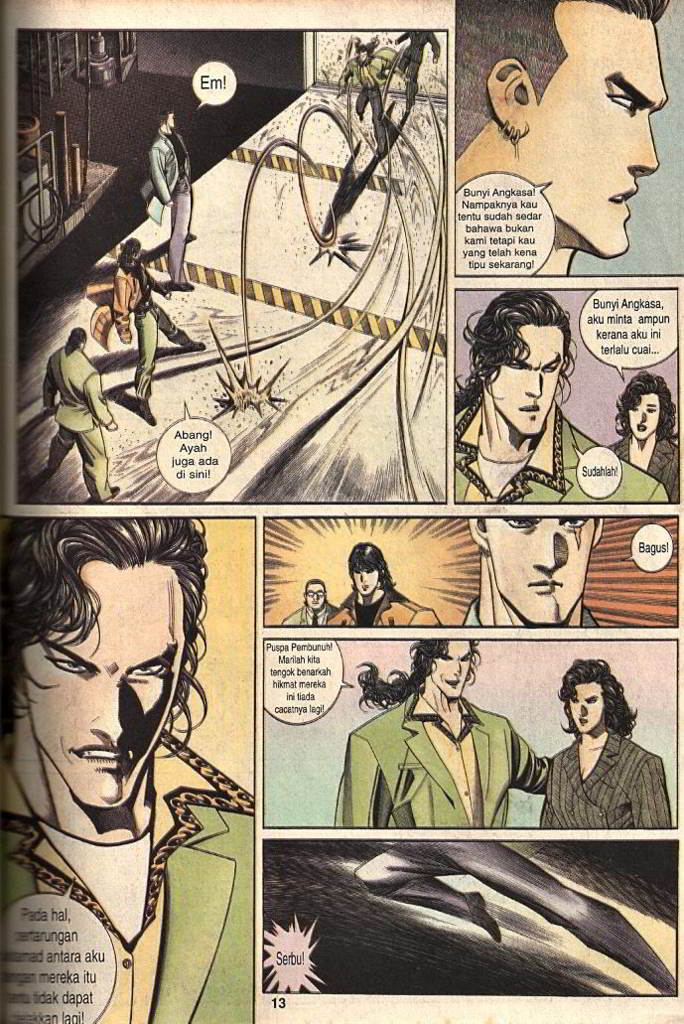 Em!
Abang!
Ayah
juga ada
di sini!
Bunyi Angkasa!
Nampaknya kau
tentu sudah sedar
bahawa bukan
kami tetapi kau
yang telah kena
tipu sekarang!
Bunyi Angkasa,
aku minta ampun
kerana aku ini
terlalu cuai...
Sudahlah!
Pada hal,
pertarungan
antara aku
mereka itu
tidak dapat
lagi!
Bagus!
Puspa Pembunuh!
Marilah kita
tengok benarkah
hikmat mereka
ini tiada
cacatnya lagi!
Serbu!
13